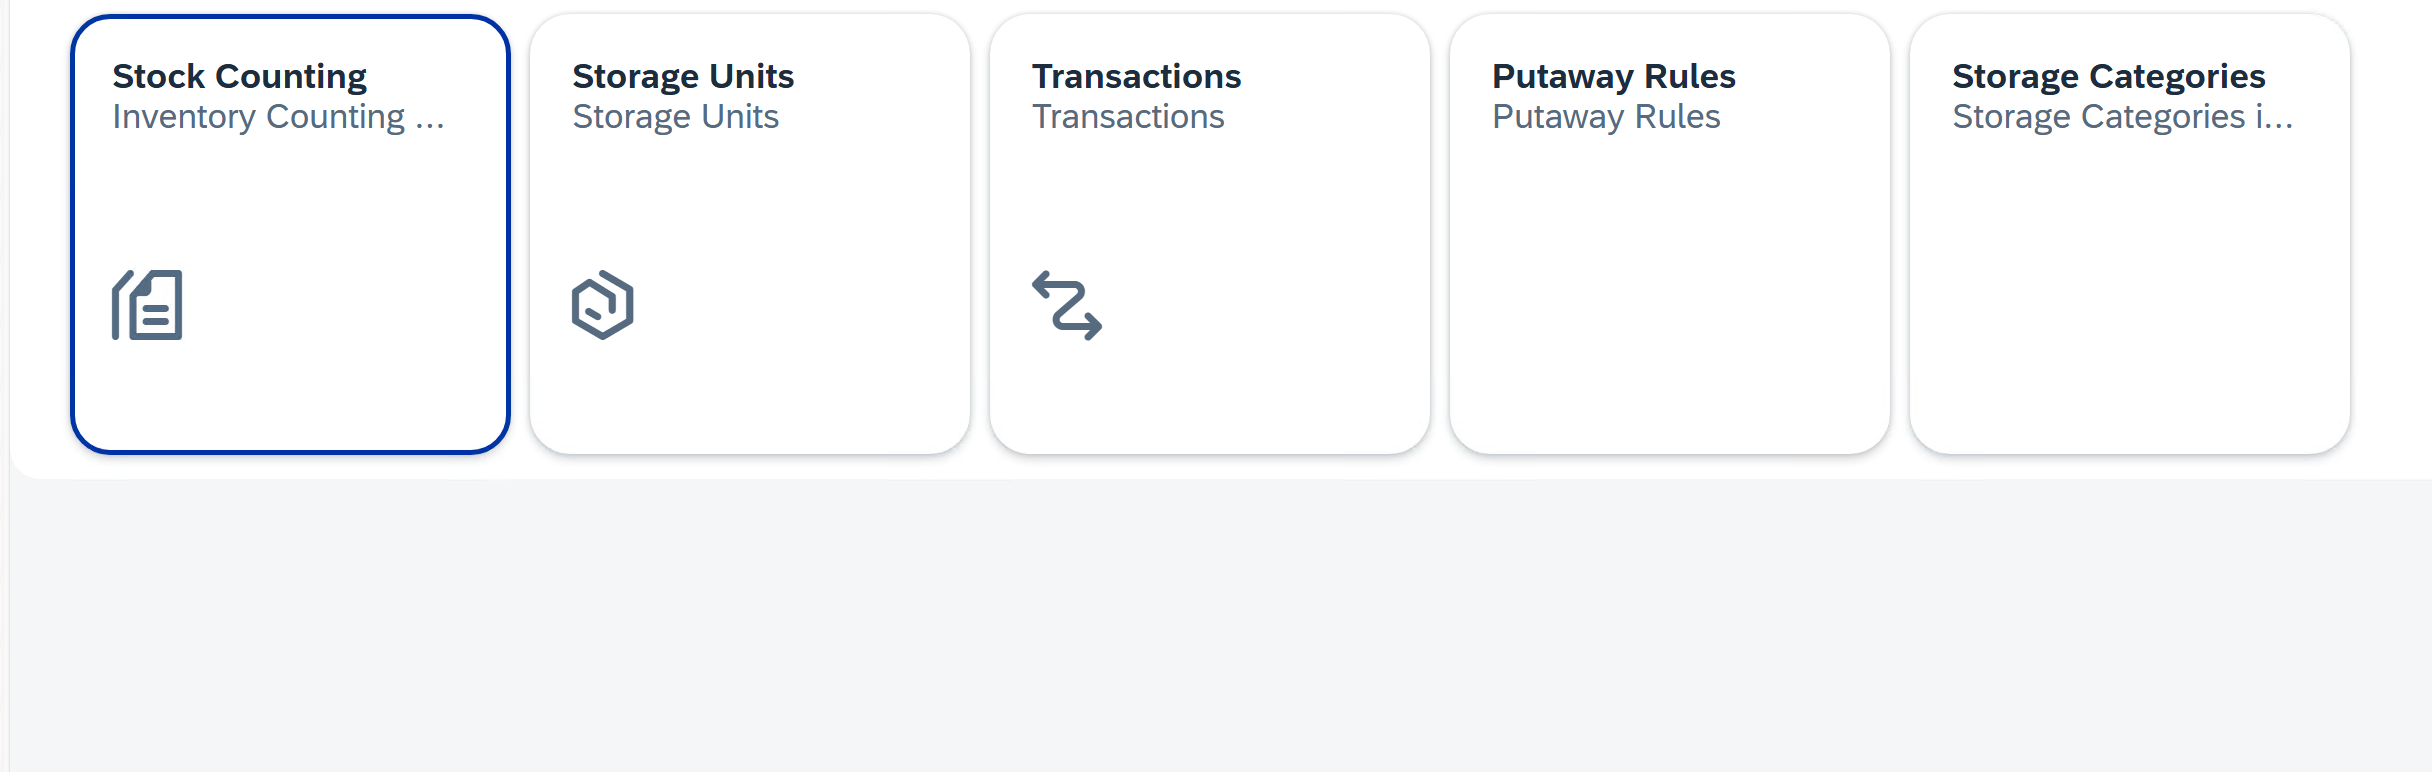 Stock Counting
Inventory Counting ...
Storage Units
Storage Units
Transactions
Transactions
Putaway Rules
Putaway Rules
Storage Categories
Storage Categories i...